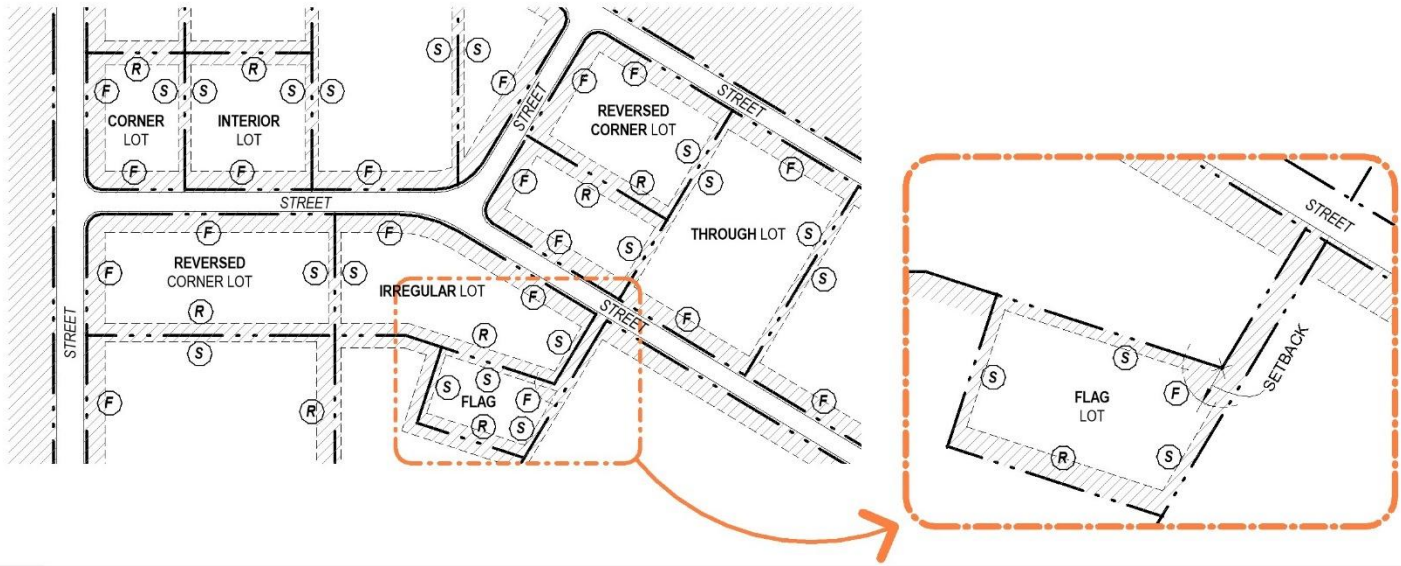 S S
F
R R
F S S S S
CORNER
LOT
INTERIOR
LOT
F F F
STREET
STREET
STREET
STREET
F F
REVERSED
CORNER LOT
S S
F R R
F S
F
THROUGH LOT
S
S
F
F
STREET
F
F
F
REVERSED
CORNER LOT
S S
R
S
F
R
F
IRREGULAR LOT
F
S
R
S S F
FLAG
R S
STREET
S
S
F
FLAG
LOT
R
S
SETBACK